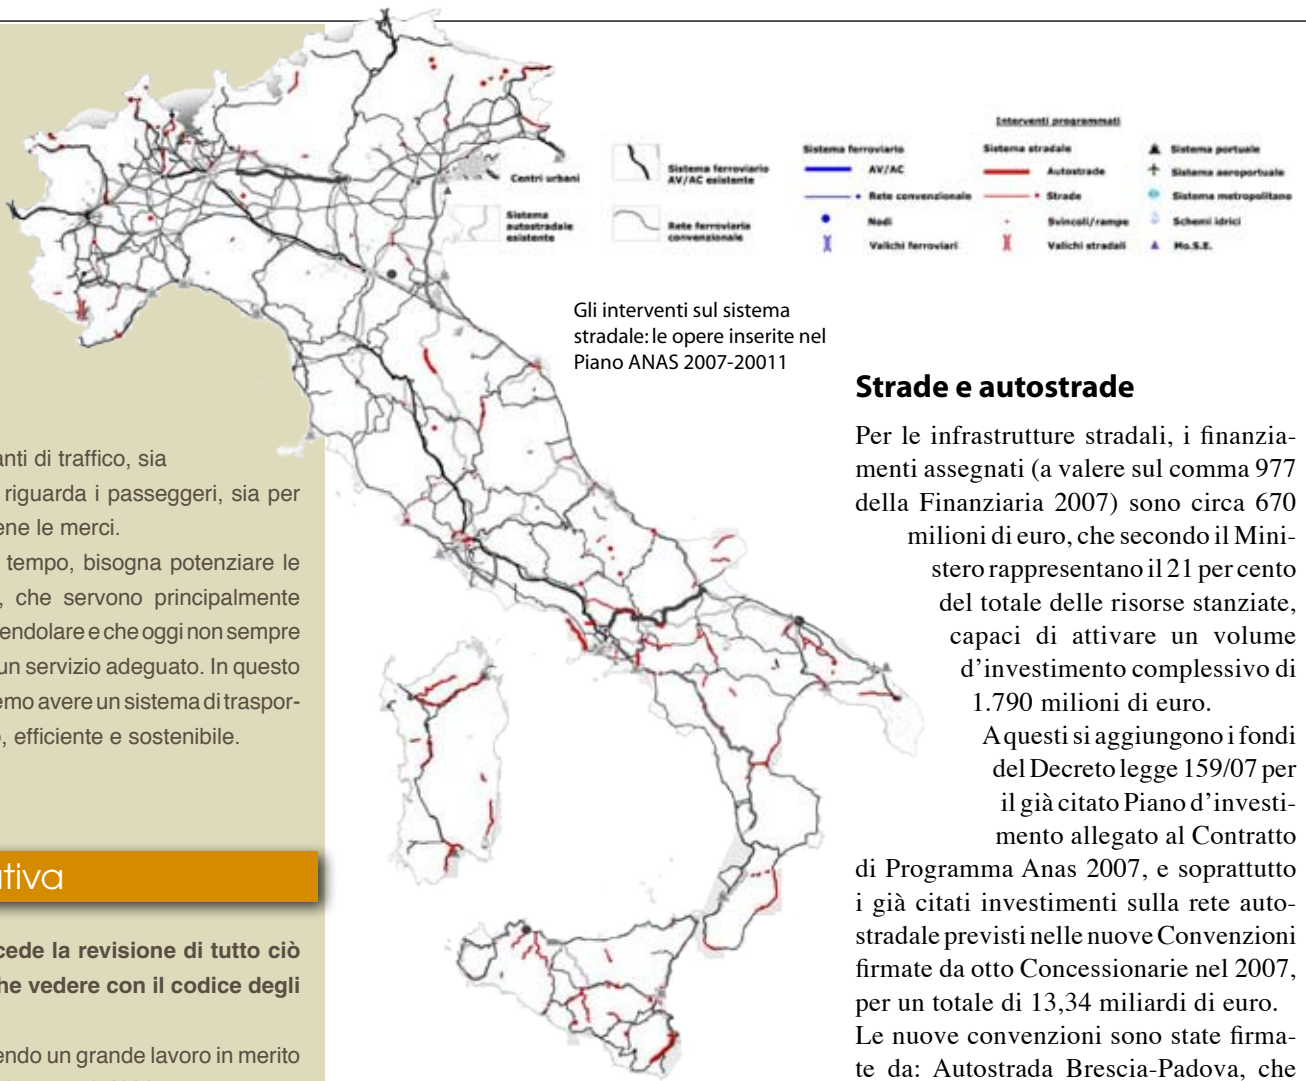 Interventi programmati
Centri urbani
Sistema
autostradale
esistente
Sistema ferroviario
AV/AC esistente
Rete ferroviaria
convenzionale
Sistema ferroviario
AV/AC
Rete convenzionale
Nodi
Valichi ferroviari
Sistema stradale
Autostrade
Strade
Svincoli/rampe
Valichi stradali
Sistema portuale
Sistema aeroportuale
Sistema metropolitano
Schemi idrici
Mo.S.E.
Gli interventi sul sistema
stradale: le opere inserite nel
Piano ANAS 2007-20011
anti di traffico, sia
riguarda i passeggeri, sia per
ene le merci.
tempo, bisogna potenziare le
, che servono principalmente
endolare e che oggi non sempre
un servizio adeguato. In questo
emo avere un sistema di traspor-
, efficiente e sostenibile.
tiva
cede la revisione di tutto ciò
he vedere con il codice degli
endo un grande lavoro in merito
Strade e autostrade
Per le infrastrutture stradali, i finanzia-
menti assegnati (a valere sul comma 977
della Finanziaria 2007) sono circa 670
milioni di euro, che secondo il Mini-
stero rappresentano il 21 per cento
del totale delle risorse stanziate,
capaci di attivare un volume
d'investimento complessivo di
1.790 milioni di euro.
A questi si aggiungono i fondi
del Decreto legge 159/07 per
il già citato Piano d'investi-
mento allegato al Contratto
di Programma Anas 2007, e soprattutto
i già citati investimenti sulla rete auto-
stradale previsti nelle nuove Convenzioni
firmate da otto Concessionarie nel 2007,
per un totale di 13,34 miliardi di euro.
Le nuove convenzioni sono state firma-
te da: Autostrada Brescia-Padova, che